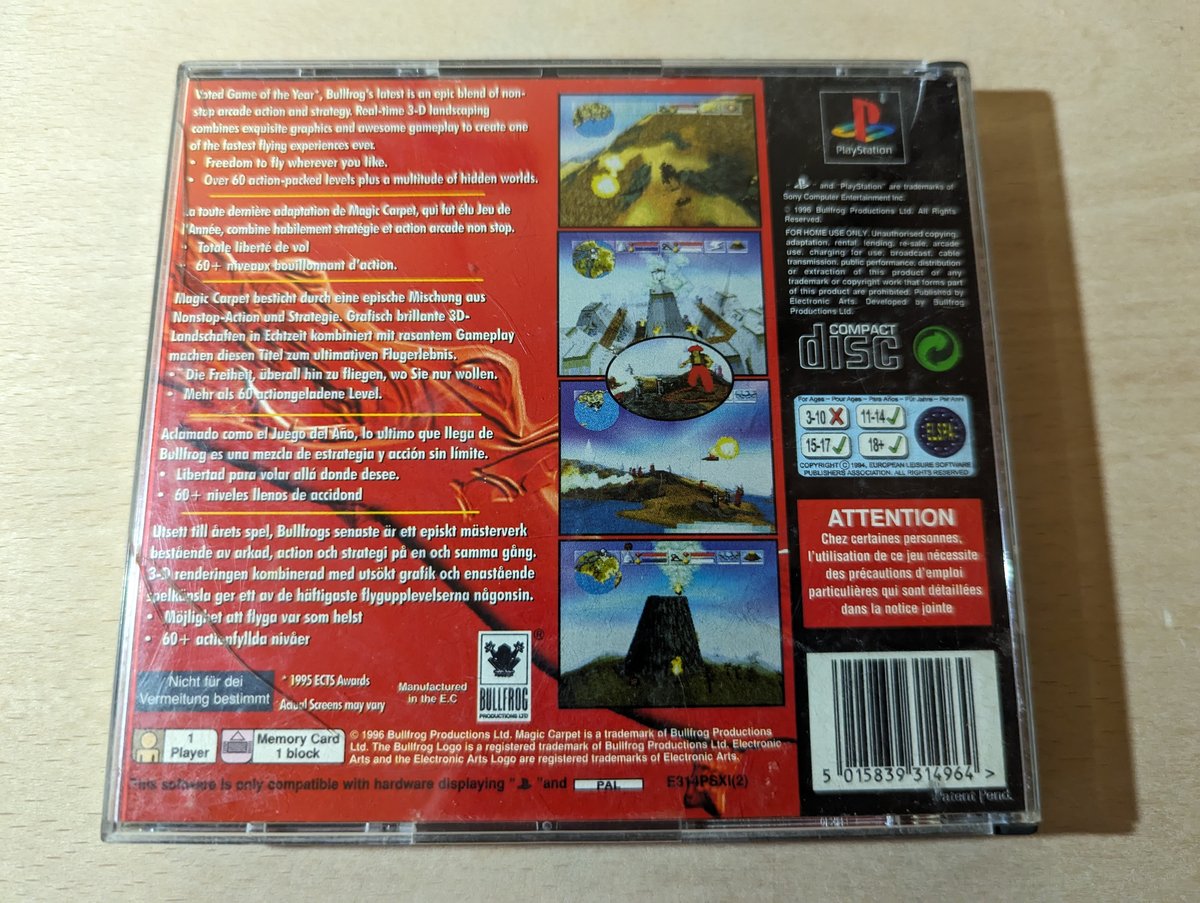 Voted Game of the Year*, Bullfrog's latest is an epic blend of non-
stop arcade action and strategy. Real-time 3-D landscaping
combines exquisite graphics and awesome gameplay to create one
of the fastest flying experiences ever.
• Freedom to fly wherever you like.
• Over 60 action-packed levels plus a multitude of hidden worlds.
La toute dernière adaptation de Magic Carpet, qui fut élu Jeu de
l'Année, combine habilement stratégie et action arcade non stop.
• Totale liberté de vol
• 60+ niveaux bouillonnant d'action.
Magic Carpet besticht durch eine epische Mischung aus
Nonstop-Action und Strategie. Grafisch brillante 3D-
Landschaften in Echtzeit kombiniert mit rasantem Gameplay
machen diesen Titel zum ultimativen Flugerlebnis.
• Die Freiheit, überall hin zu fliegen, wo Sie nur wollen.
• Mehr als 60 actiongeladene Level.
Aclamado como el Juego del Año, lo ultimo que llega de
Bullfrog es una mezcla de estrategia y acción sin límite.
• Libertad para volar allá donde desee.
• 60+ niveles llenos de accidond
Utsett till årets spel, Bullfrogs senaste är ett episkt mästerverk
bestående av arkad, action och strategi på en och samma gång.
3-D renderingen kombinerad med utsökt grafik och enastående
spelkänsla ger ett av de häftigaste flygupplevelserna någonsin.
• Möjlighet att flyga var som helst
• 60+ actionfyllda nivåer
Nicht für dei
Vermeitung bestimmt
* 1995 ECTS Awards
Actual Screens may vary
Manufactured
in the E.C
BULLFROG
PRODUCTIONS LTD
®
1
Player
Memory Card
1 block
© 1996 Bullfrog Productions Ltd. Magic Carpet is a trademark of Bullfrog Productions
Ltd. The Bullfrog Logo is a registered trademark of Bullfrog Productions Ltd. Electronic
Arts and the Electronic Arts Logo are registered trademarks of Electronic Arts.
This software is only compatible with hardware displaying " " and PAL
E314PSXI(2)
PlayStation
" " and "PlayStation" are trademarks of
Sony Computer Entertainment Inc.
© 1996 Bullfrog Productions Ltd. All Rights
Reserved.
FOR HOME USE ONLY. Unauthorised copying,
adaptation, rental, lending, re-sale, arcade
use, charging for use, broadcast, cable
transmission, public performance, distribution
or extraction of this product or any
trademark or copyright work that forms part
of this product are prohibited. Published by
Electronic Arts. Developed by Bullfrog
Productions Ltd.
COMPACT
disc
For Ages – Pour Ages – Para Años – Für Jahre – Per Anni
3-10 11-14
15-17 18+
ELSPA
COPYRIGHT © 1994, EUROPEAN LEISURE SOFTWARE
PUBLISHERS ASSOCIATION. ALL RIGHTS RESERVED
ATTENTION
Chez certaines personnes,
l'utilisation de ce jeu nécessite
des précautions d'emploi
particulières qui sont détaillées
dans la notice jointe
5 015839 314964 >
Patent Pend.